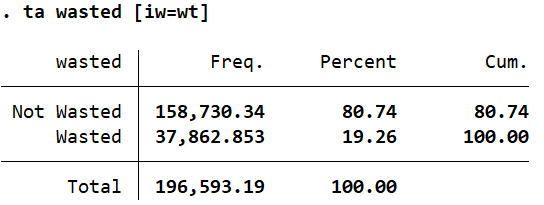 . ta wasted [iw=wt]
wasted Freq. Percent Cum.
Not Wasted 158,730.34 80.74 80.74
Wasted 37,862.853 19.26 100.00
Total 196,593.19 100.00